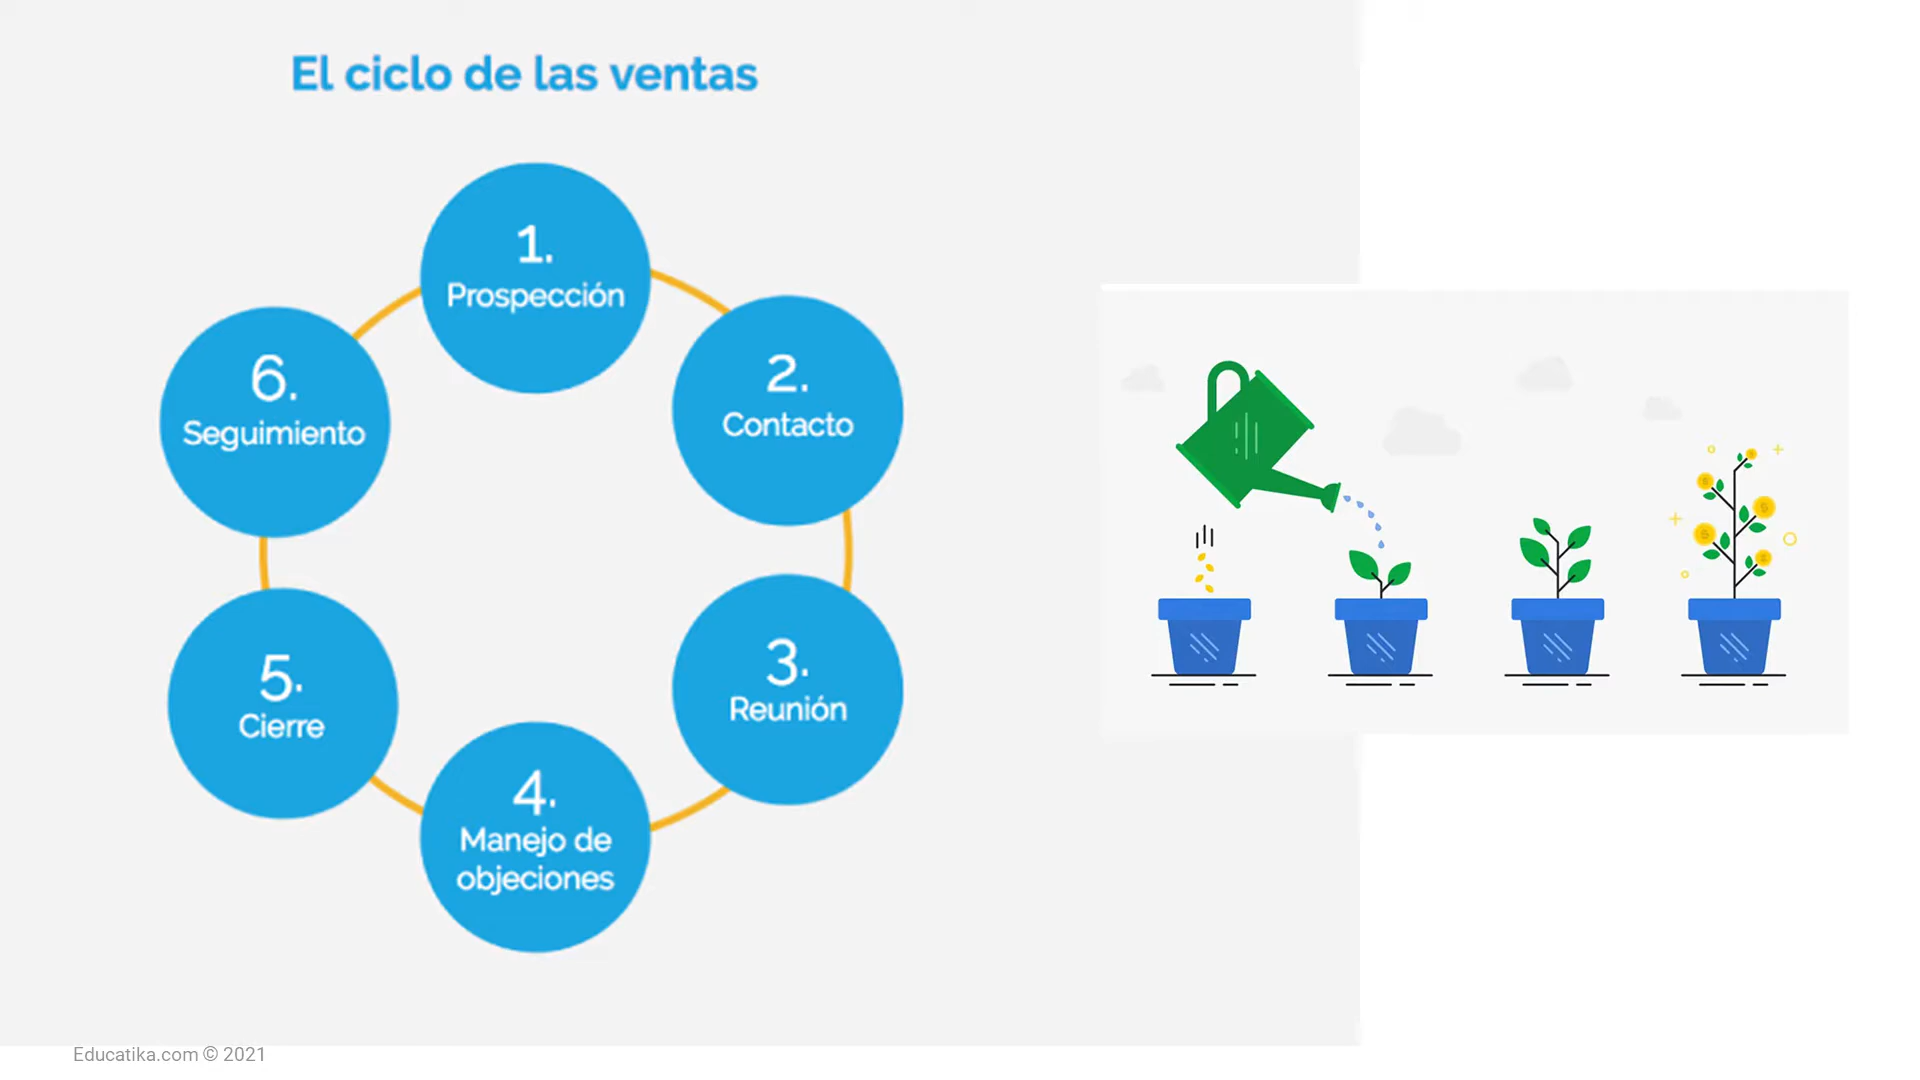 El ciclo de las ventas
1.
Prospección
2.
Contacto
3.
Reunión
4.
Manejo de
objeciones
5.
Cierre
6.
Seguimiento
Educatika.com © 2021